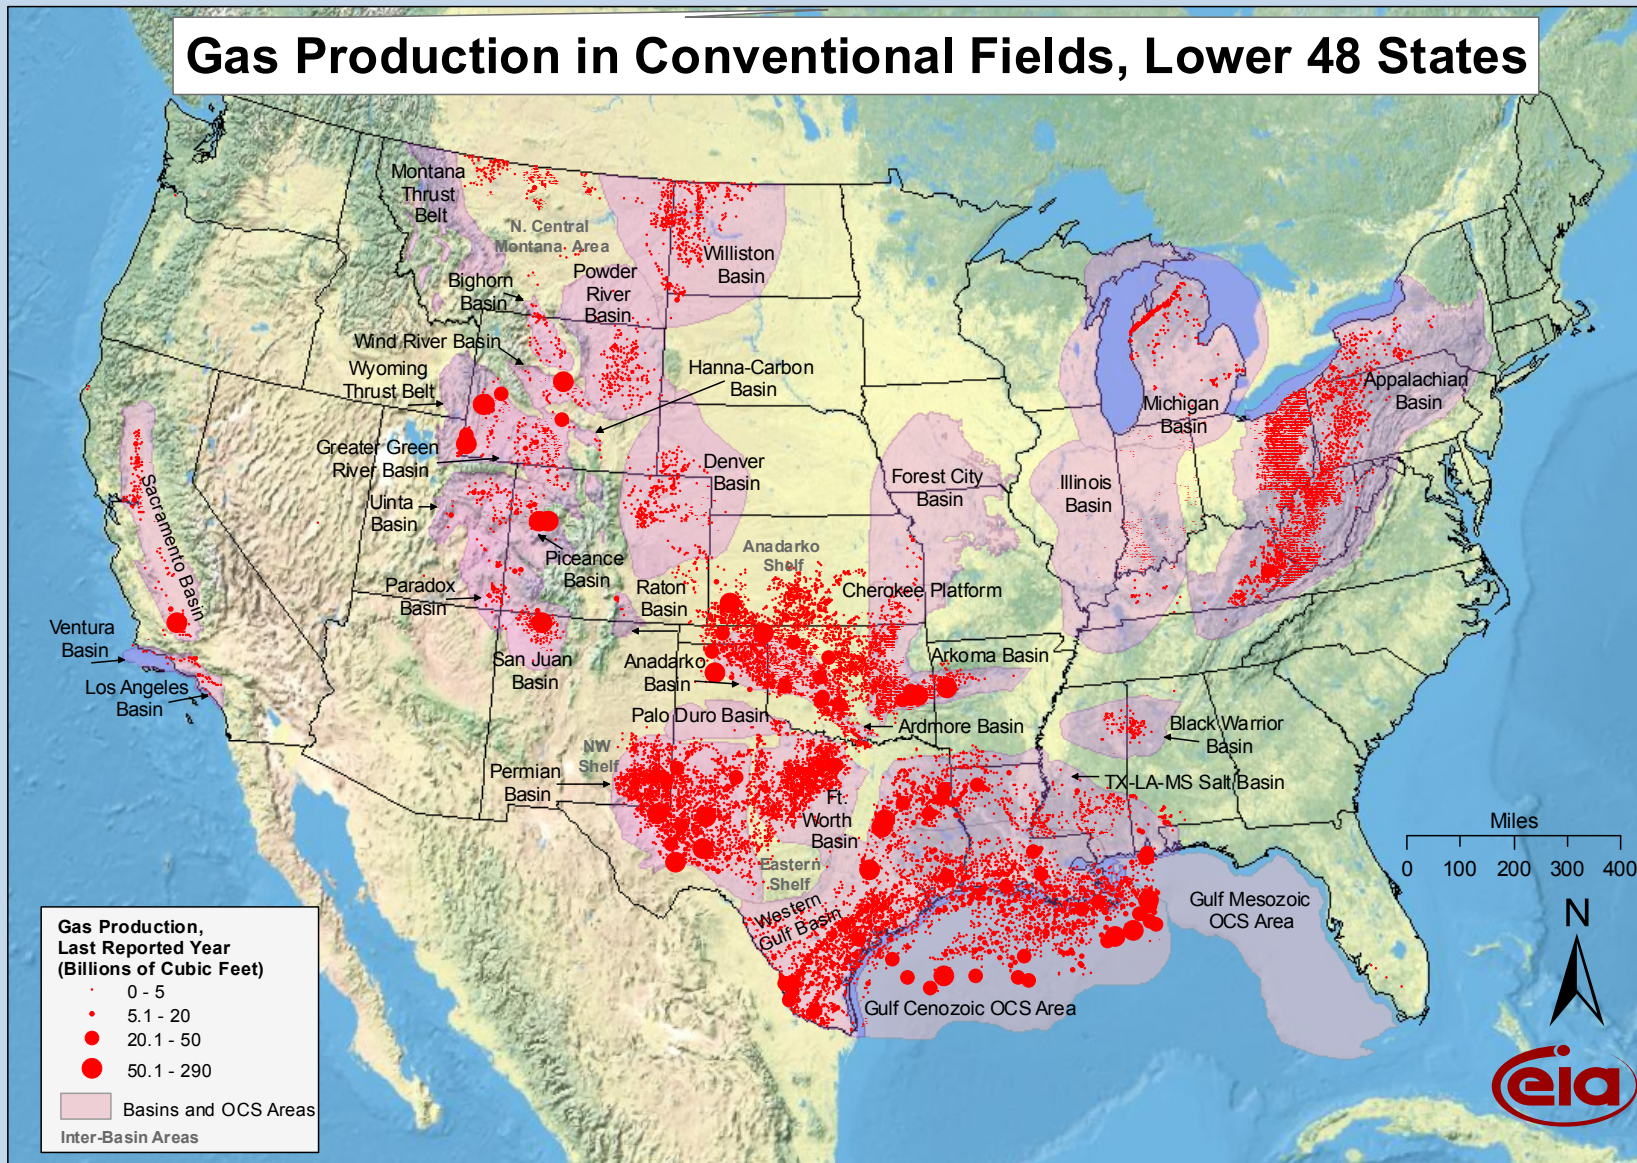 Gas Production in Conventional Fields, Lower 48 States
Montana
Thrust
Belt
N. Central
Montana Area
Williston
Basin
Bighorn
Basin
Powder
River
Basin
Wind River Basin
Wyoming
Thrust Belt
Hanna-Carbon
Basin
Michigan
Basin
Appalachian
Basin
Greater Green
River Basin
Denver
Basin
Forest City
Basin
Illinois
Basin
Sacramento Basin
Uinta
Basin
Piceance
Basin
Anadarko
Shelf
Paradox
Basin
Raton
Basin
Cherokee Platform
Ventura
Basin
San Juan
Basin
Anadarko
Basin
Arkoma Basin
Los Angeles
Basin
Palo Duro Basin
Ardmore Basin
Black Warrior
Basin
NW
Shelf
Permian
Basin
TX-LA-MS Salt Basin
Ft.
Worth
Basin
Eastern
Shelf
Western
Gulf Basin
Gulf Mesozoic
OCS Area
Gulf Cenozoic OCS Area
Miles
0 100 200 300 400
N
Gas Production,
Last Reported Year
(Billions of Cubic Feet)
0 - 5
5.1 - 20
20.1 - 50
50.1 - 290
Basins and OCS Areas
Inter-Basin Areas
eia